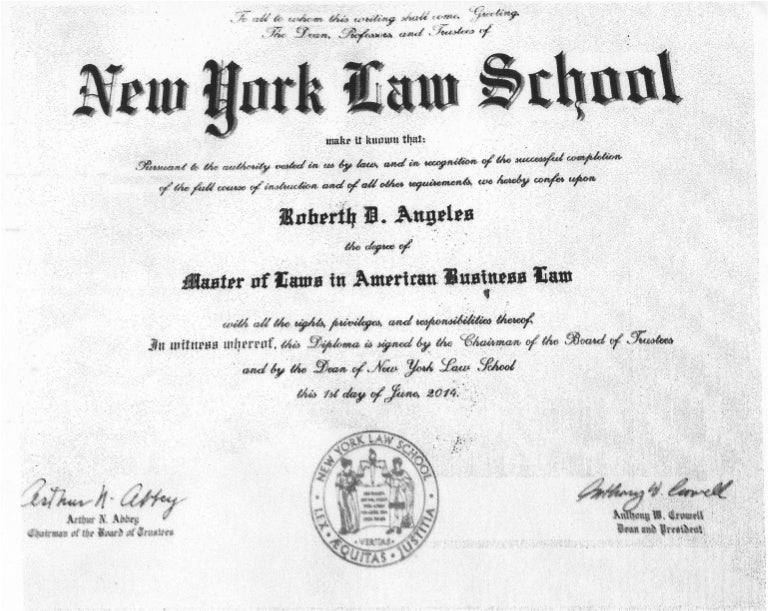 To all to whom this writing shall come, Greeting.
The Dean, Professors, and Trustees of
New York Law School
make it known that:
Pursuant to the authority vested in us by law, and in recognition of the successful completion
of the full course of instruction and of all other requirements, we hereby confer upon
Roberth D. Angeles
the degree of
Master of Laws in American Business Law
with all the rights, privileges, and responsibilities thereof.
In witness whereof, this Diploma is signed by the Chairman of the Board of Trustees
and by the Dean of New York Law School
this 1st day of June, 2014.
NEW YORK LAW SCHOOL
VERITAS
LEX · ÆQUITAS · JUSTITIA
Arthur N. Abbey
Arthur N. Abbey
Chairman of the Board of Trustees
Anthony W. Crowell
Anthony W. Crowell
Dean and President